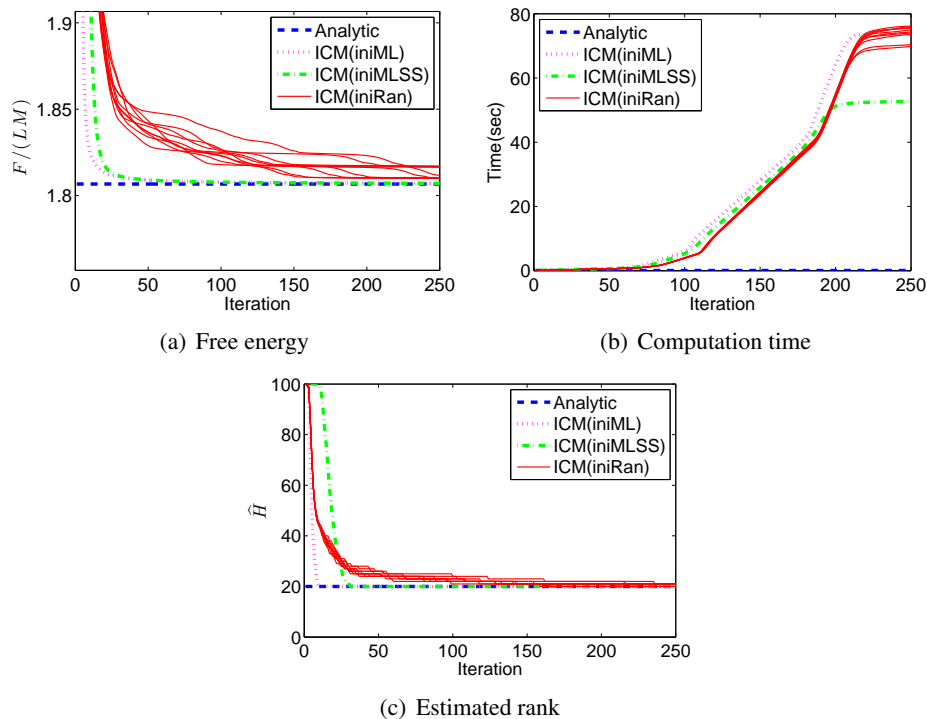 1.9
1.85
1.8
F/(LM)
0 50 100 150 200 250
Iteration
Analytic
ICM(iniML)
ICM(iniMLSS)
ICM(iniRan)
(a) Free energy
80
60
40
20
0
Time(sec)
0 50 100 150 200 250
Iteration
Analytic
ICM(iniML)
ICM(iniMLSS)
ICM(iniRan)
(b) Computation time
100
80
60
40
20
0
Ĥ
0 50 100 150 200 250
Iteration
Analytic
ICM(iniML)
ICM(iniMLSS)
ICM(iniRan)
(c) Estimated rank